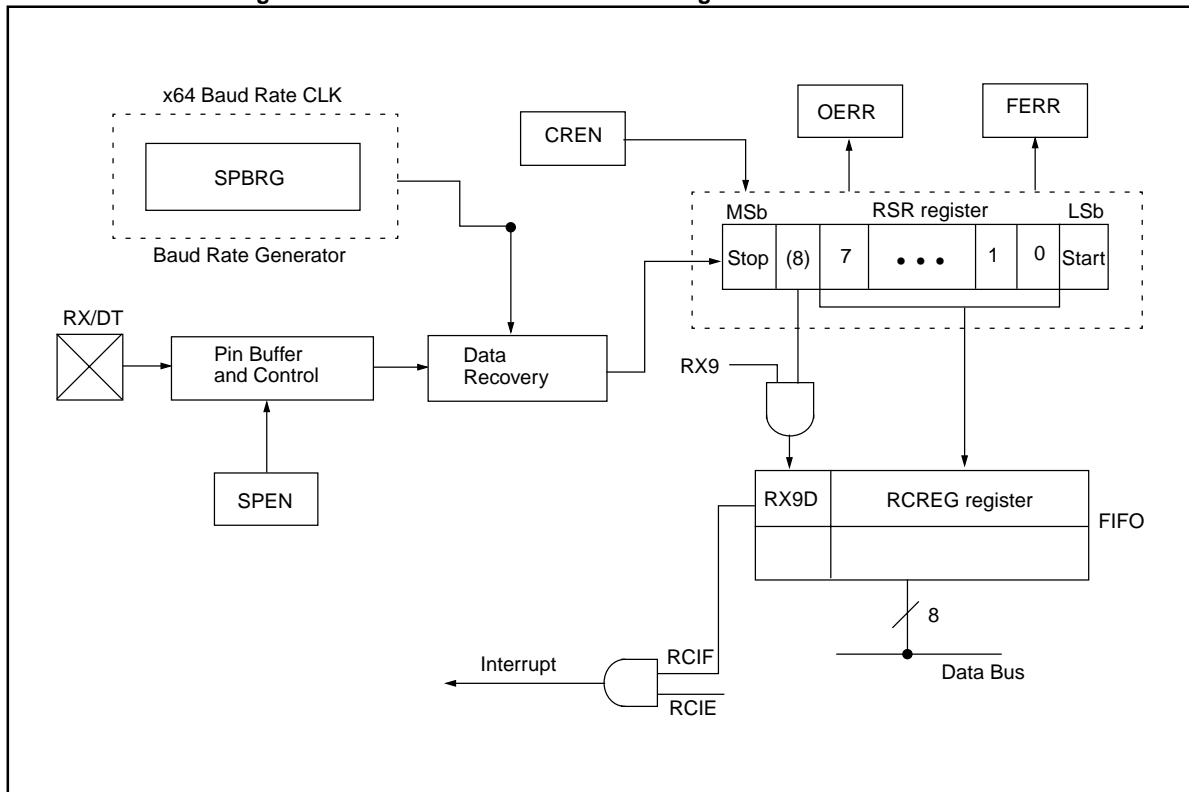 x64 Baud Rate CLK
SPBRG
Baud Rate Generator
CREN
OERR
FERR
MSb
RSR register
LSb
Stop
(8)
7
• • •
1
0
Start
RX/DT
Pin Buffer
and Control
Data
Recovery
SPEN
RX9
RX9D
RCREG register
FIFO
8
Data Bus
Interrupt
RCIF
RCIE